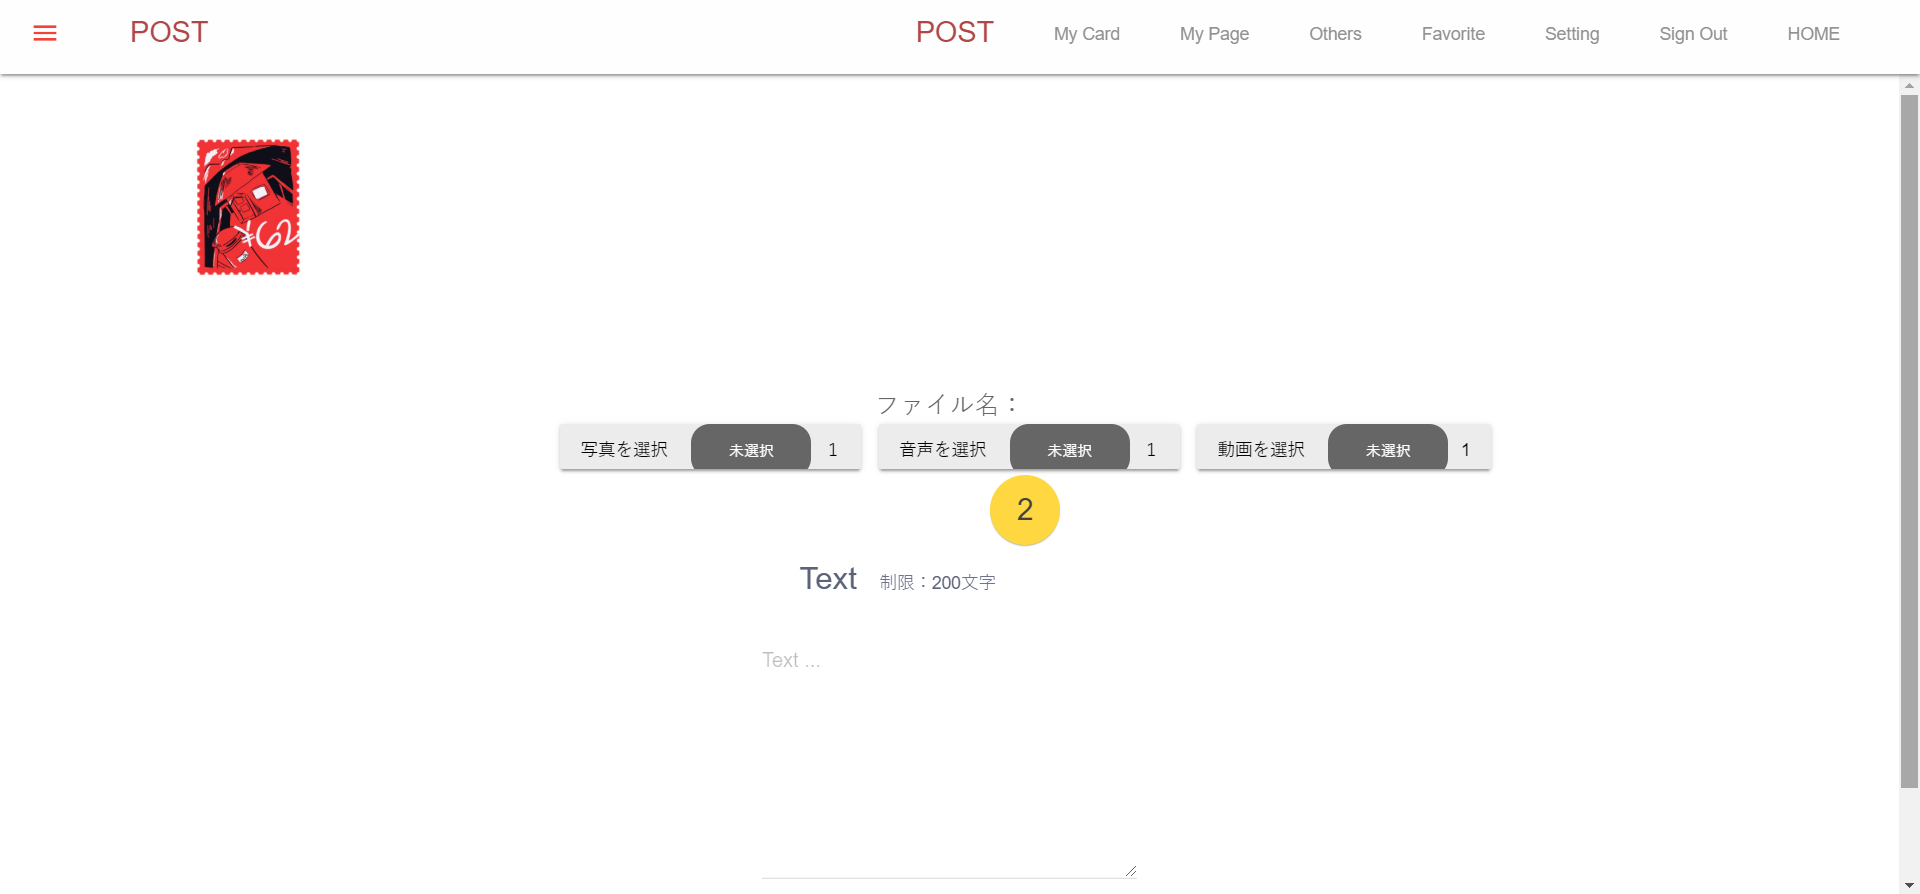 POST
POST My Card My Page Others Favorite Setting Sign Out HOME
¥62
ファイル名：
写真を選択 未選択 1 音声を選択 未選択 1 動画を選択 未選択 1
2
Text 制限：200文字
Text ...